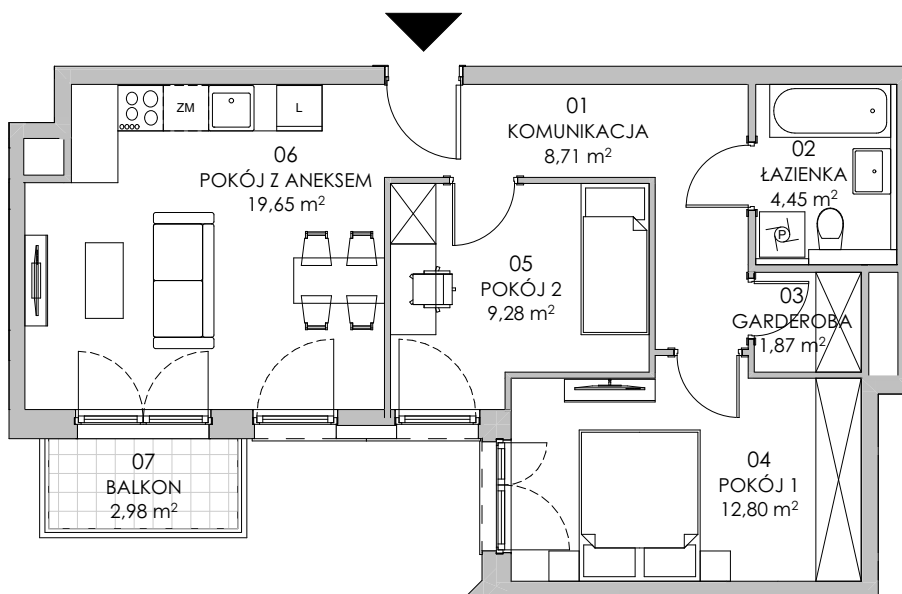 01
KOMUNIKACJA
8,71 m²
02
ŁAZIENKA
4,45 m²
P
03
GARDEROBA
1,87 m²
04
POKÓJ 1
12,80 m²
05
POKÓJ 2
9,28 m²
06
POKÓJ Z ANEKSEM
19,65 m²
ZM
L
07
BALKON
2,98 m²